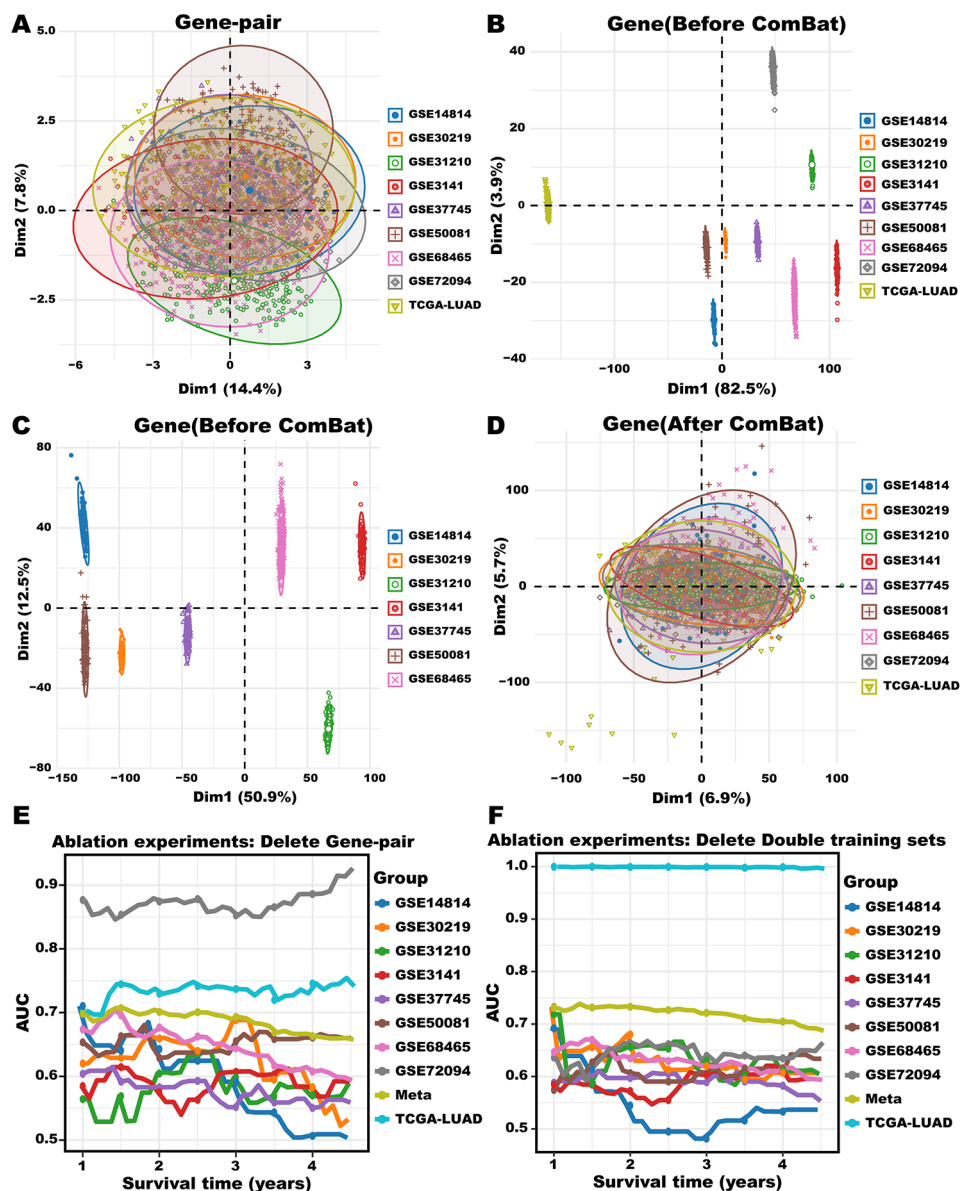 A
Gene-pair
5.0
2.5
0.0
−2.5
−6
−3
0
3
Dim2 (7.8%)
Dim1 (14.4%)
GSE14814
GSE30219
GSE31210
GSE3141
GSE37745
GSE50081
GSE68465
GSE72094
TCGA-LUAD
B
Gene(Before ComBat)
40
20
0
−20
−40
−100
0
100
Dim2 (3.9%)
Dim1 (82.5%)
GSE14814
GSE30219
GSE31210
GSE3141
GSE37745
GSE50081
GSE68465
GSE72094
TCGA-LUAD
C
Gene(Before ComBat)
80
40
0
−40
−80
−150
−100
−50
0
50
100
Dim2 (12.5%)
Dim1 (50.9%)
GSE14814
GSE30219
GSE31210
GSE3141
GSE37745
GSE50081
GSE68465
D
Gene(After ComBat)
100
0
−100
−100
−50
0
50
100
Dim2 (5.7%)
Dim1 (6.9%)
GSE14814
GSE30219
GSE31210
GSE3141
GSE37745
GSE50081
GSE68465
GSE72094
TCGA-LUAD
E
Ablation experiments: Delete Gene-pair
0.9
0.8
0.7
0.6
0.5
1
2
3
4
AUC
Survival time (years)
Group
GSE14814
GSE30219
GSE31210
GSE3141
GSE37745
GSE50081
GSE68465
GSE72094
Meta
TCGA-LUAD
F
Ablation experiments: Delete Double training sets
1.0
0.9
0.8
0.7
0.6
0.5
1
2
3
4
AUC
Survival time (years)
Group
GSE14814
GSE30219
GSE31210
GSE3141
GSE37745
GSE50081
GSE68465
GSE72094
Meta
TCGA-LUAD